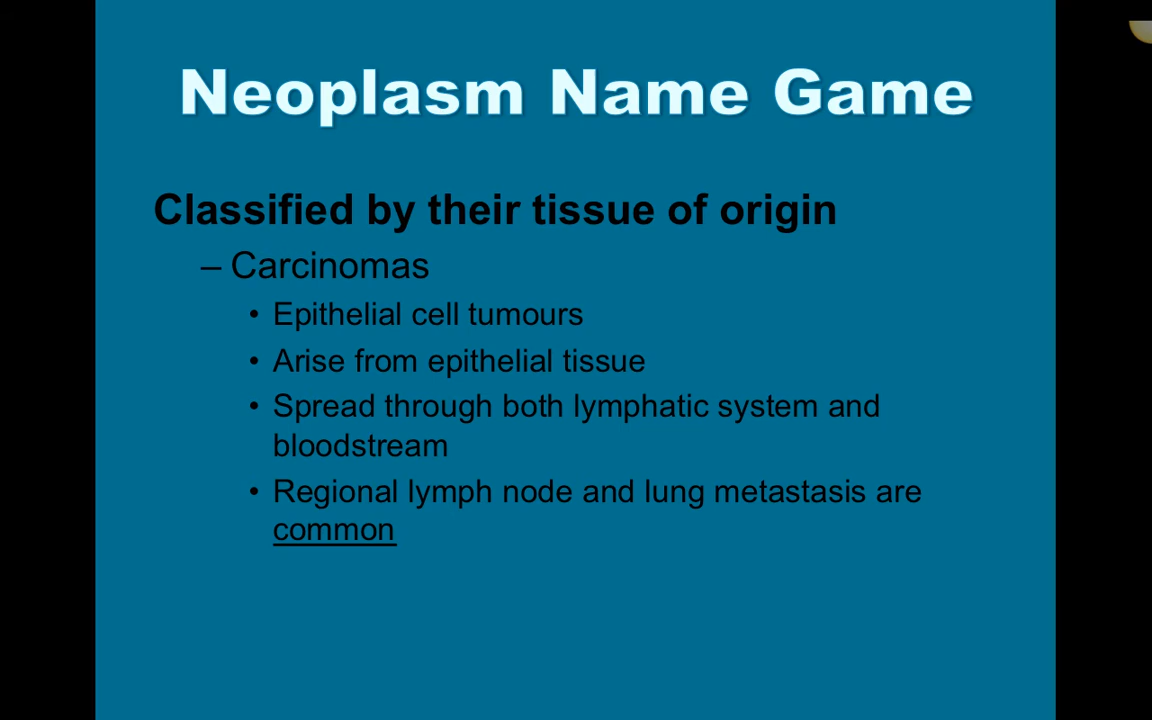 Neoplasm Name Game
Classified by their tissue of origin
– Carcinomas
• Epithelial cell tumours
• Arise from epithelial tissue
• Spread through both lymphatic system and
bloodstream
• Regional lymph node and lung metastasis are
common